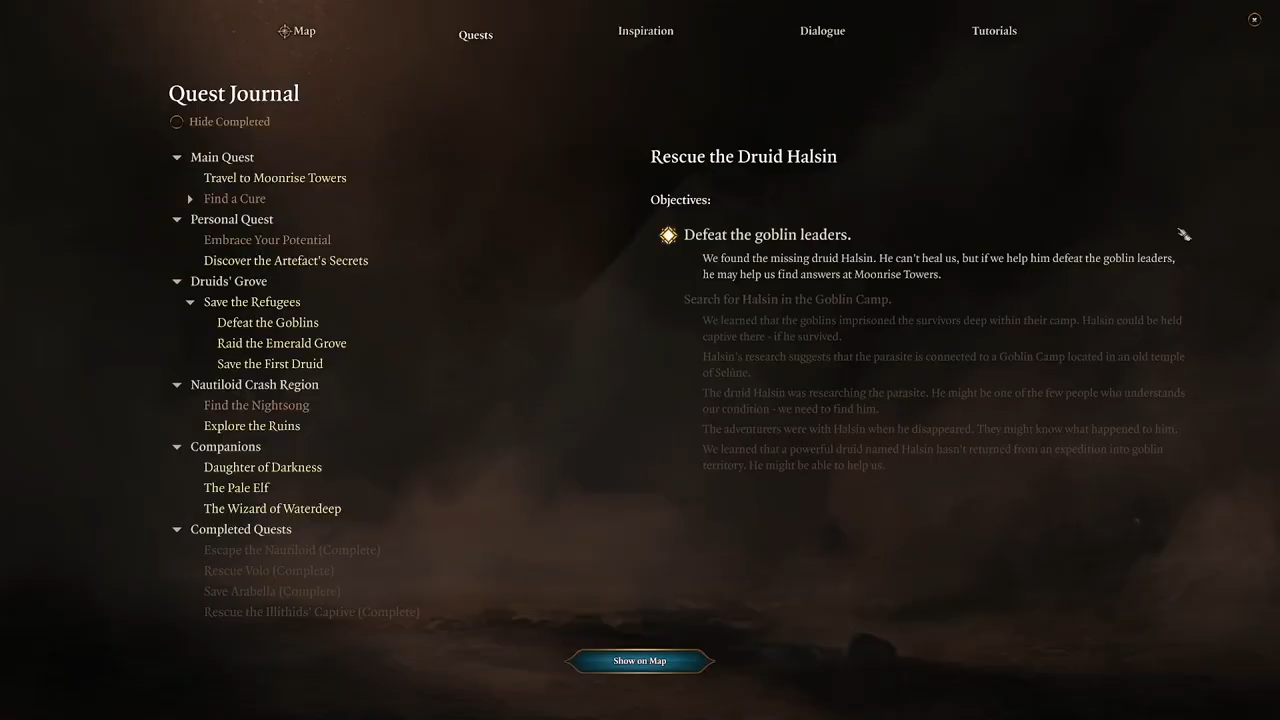 Map
Quests
Inspiration
Dialogue
Tutorials
Quest Journal
Hide Completed
Main Quest
Travel to Moonrise Towers
Find a Cure
Personal Quest
Embrace Your Potential
Discover the Artefact's Secrets
Druids' Grove
Save the Refugees
Defeat the Goblins
Raid the Emerald Grove
Save the First Druid
Nautiloid Crash Region
Find the Nightsong
Explore the Ruins
Companions
Daughter of Darkness
The Pale Elf
The Wizard of Waterdeep
Completed Quests
Escape the Nautiloid (Complete)
Rescue Volo (Complete)
Save Arabella (Complete)
Rescue the Illithids' Captive (Complete)
Rescue the Druid Halsin
Objectives:
Defeat the goblin leaders.
We found the missing druid Halsin. He can't heal us, but if we help him defeat the goblin leaders,
he may help us find answers at Moonrise Towers.
Search for Halsin in the Goblin Camp.
We learned that the goblins imprisoned the survivors deep within their camp. Halsin could be held
captive there - if he survived.
Halsin's research suggests that the parasite is connected to a Goblin Camp located in an old temple
of Selûne.
The druid Halsin was researching the parasite. He might be one of the few people who understands
our condition - we need to find him.
The adventurers were with Halsin when he disappeared. They might know what happened to him.
We learned that a powerful druid named Halsin hasn't returned from an expedition into goblin
territory. He might be able to help us.
Show on Map